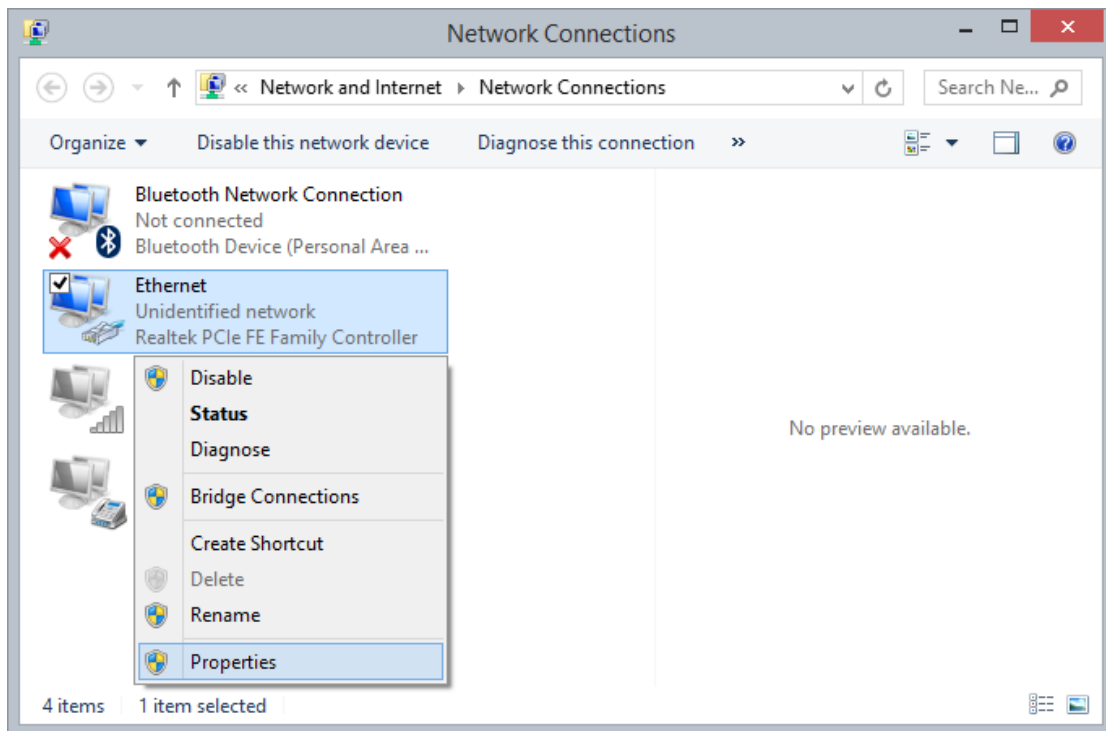 Network Connections
« Network and Internet Network Connections
Search Ne...
Organize Disable this network device Diagnose this connection »
Bluetooth Network Connection
Not connected
Bluetooth Device (Personal Area ...
Ethernet
Unidentified network
Realtek PCIe FE Family Controller
Disable
Status
Diagnose
Bridge Connections
Create Shortcut
Delete
Rename
Properties
No preview available.
4 items 1 item selected